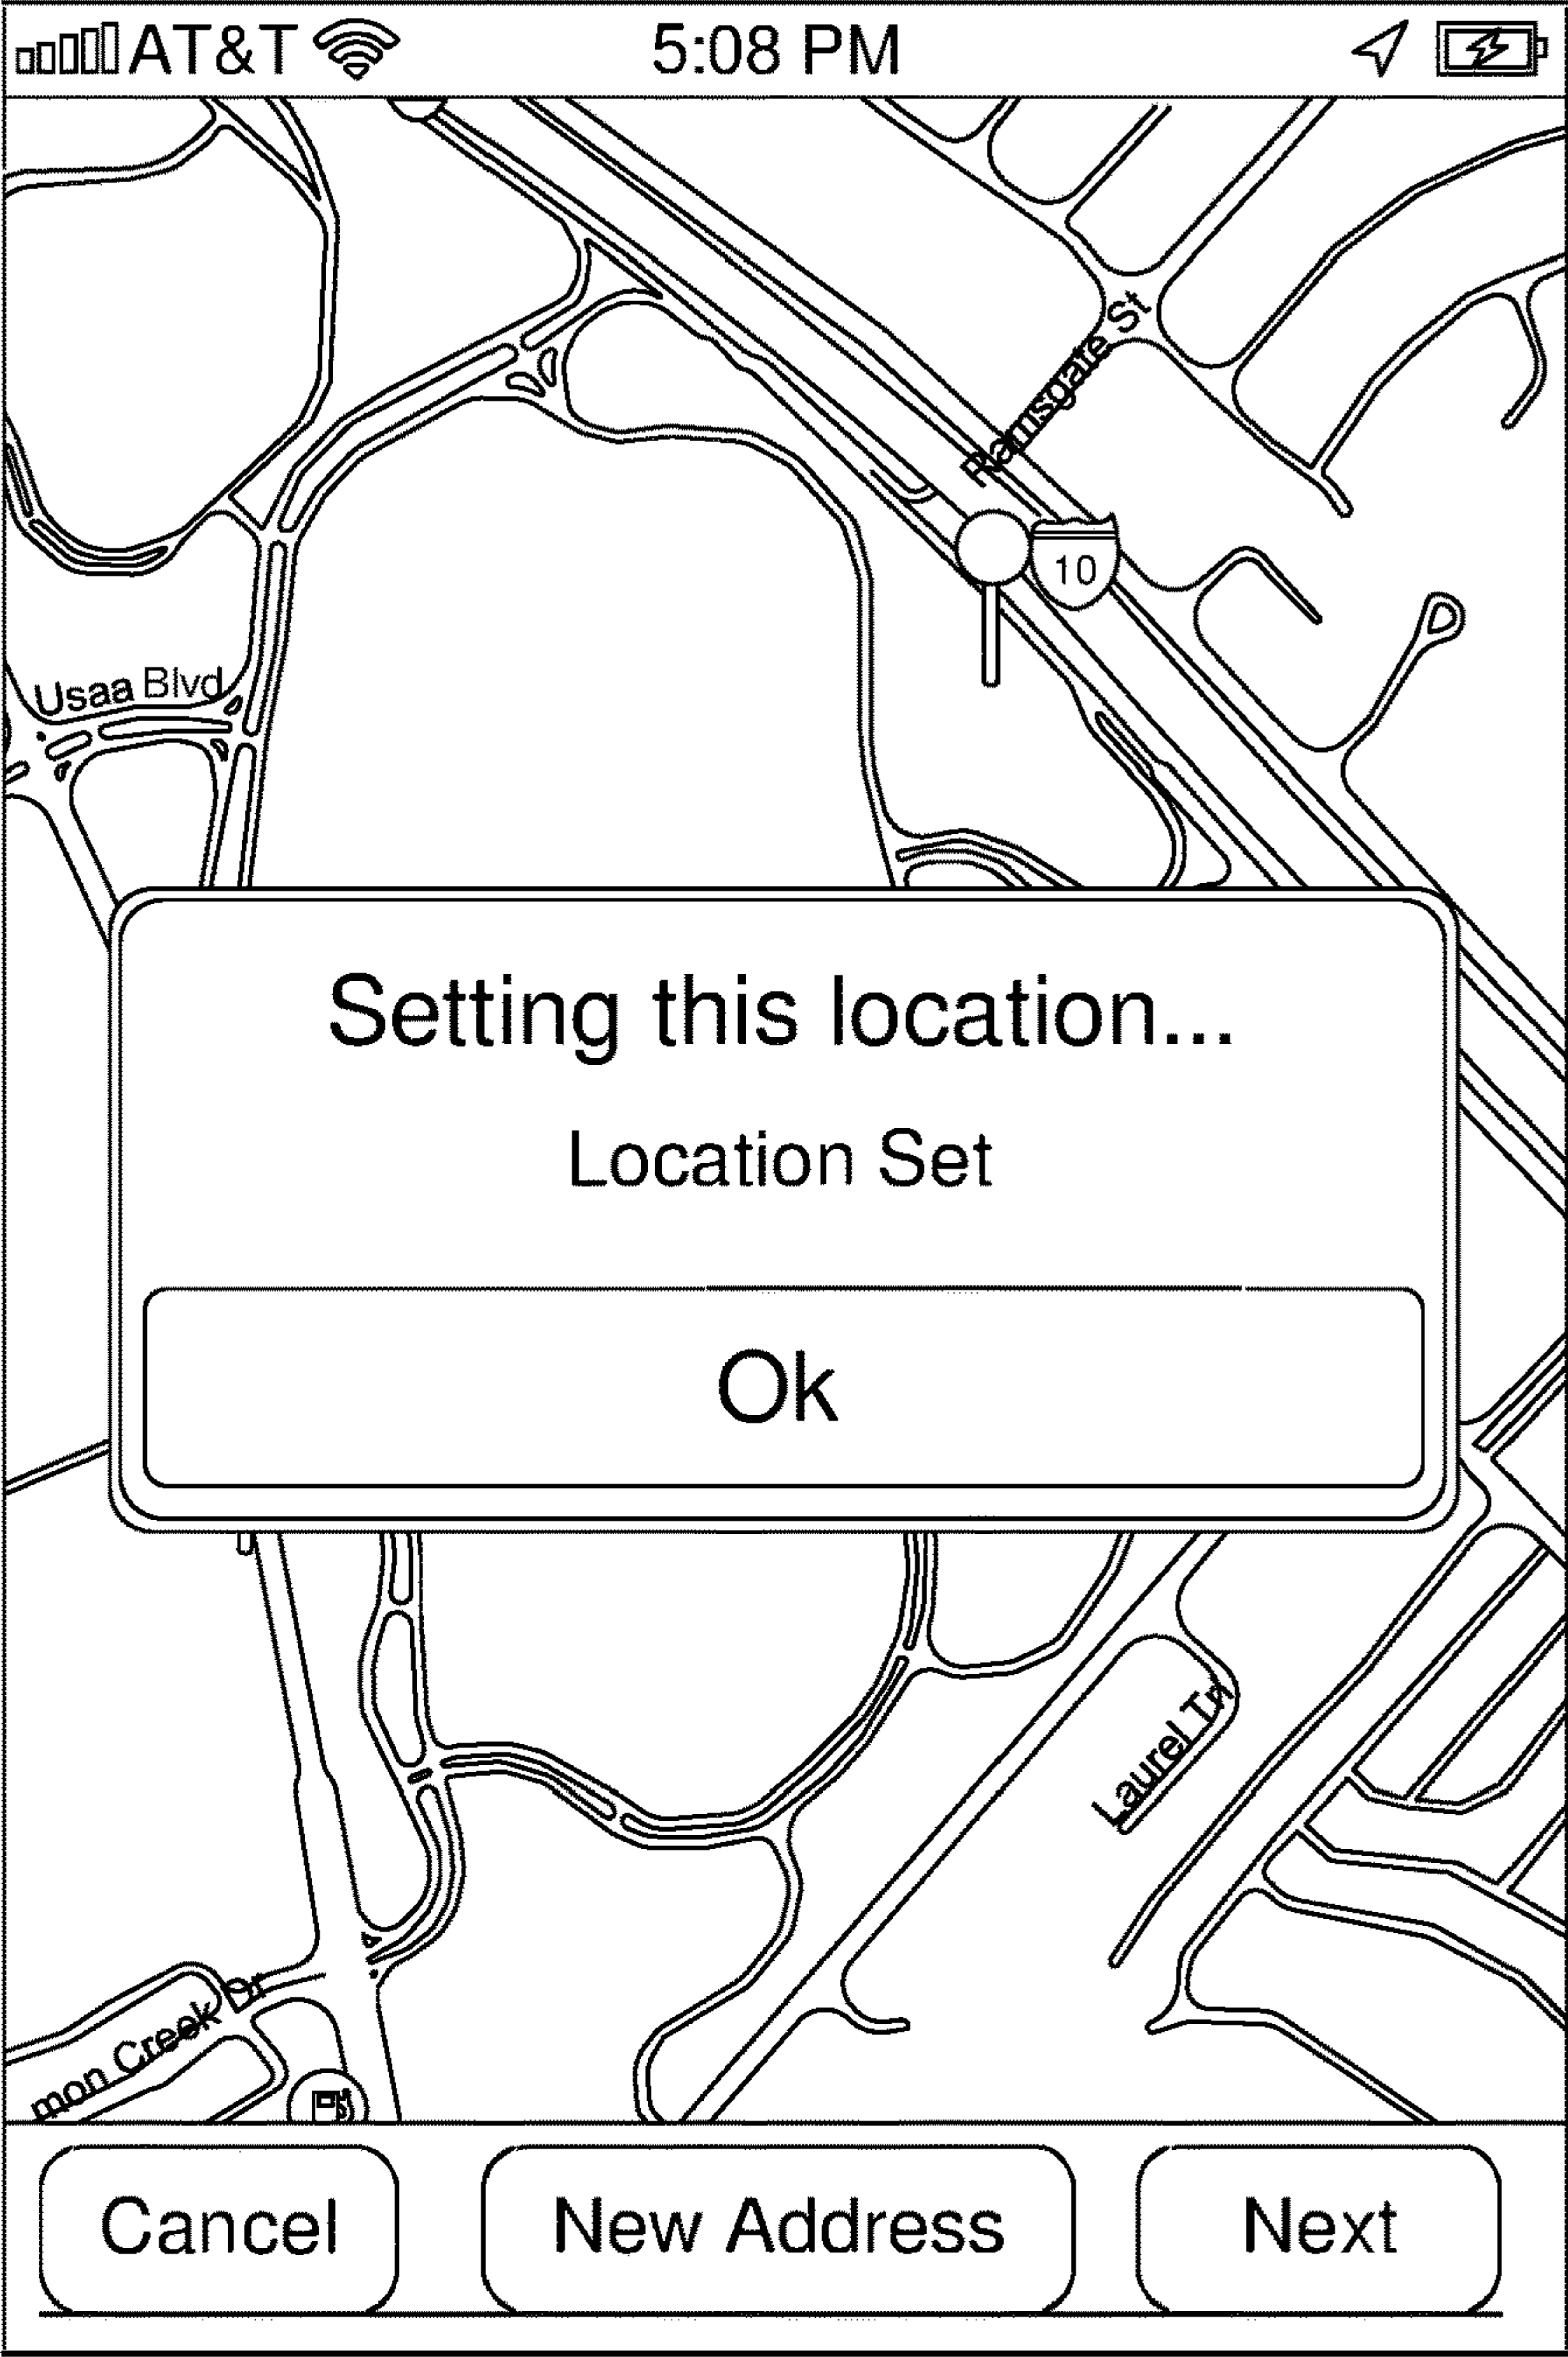 AT&T 5:08 PM
Ramsgate St
10
Usaa Blvd
Setting this location...
Location Set
Ok
Laurel Trl
mon Creek Dr
Cancel New Address Next